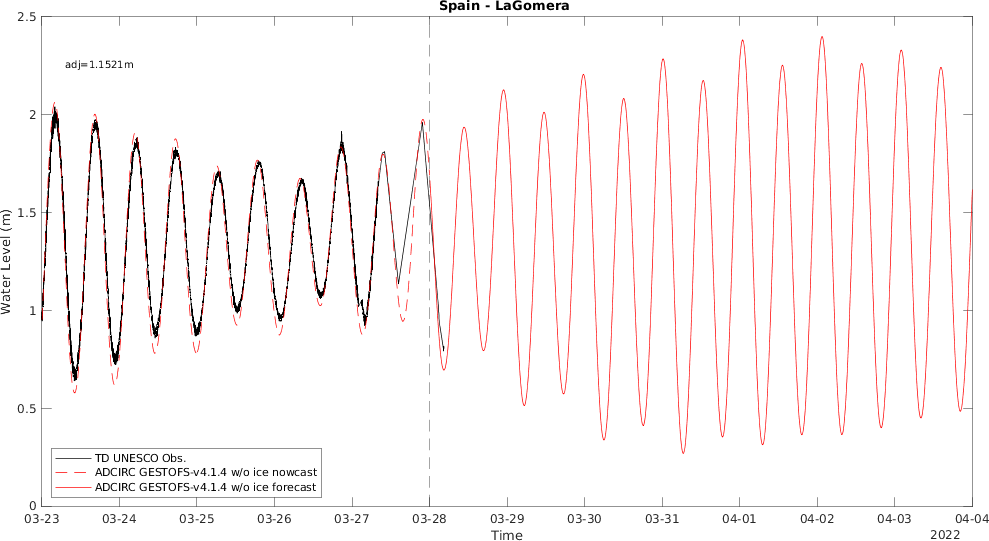 Spain - LaGomera
adj=1.1521m
2.5
2
1.5
1
0.5
0
Water Level (m)
TD UNESCO Obs.
ADCIRC GESTOFS-v4.1.4 w/o ice nowcast
ADCIRC GESTOFS-v4.1.4 w/o ice forecast
03-23 03-24 03-25 03-26 03-27 03-28 03-29 03-30 03-31 04-01 04-02 04-03 04-04
Time
2022